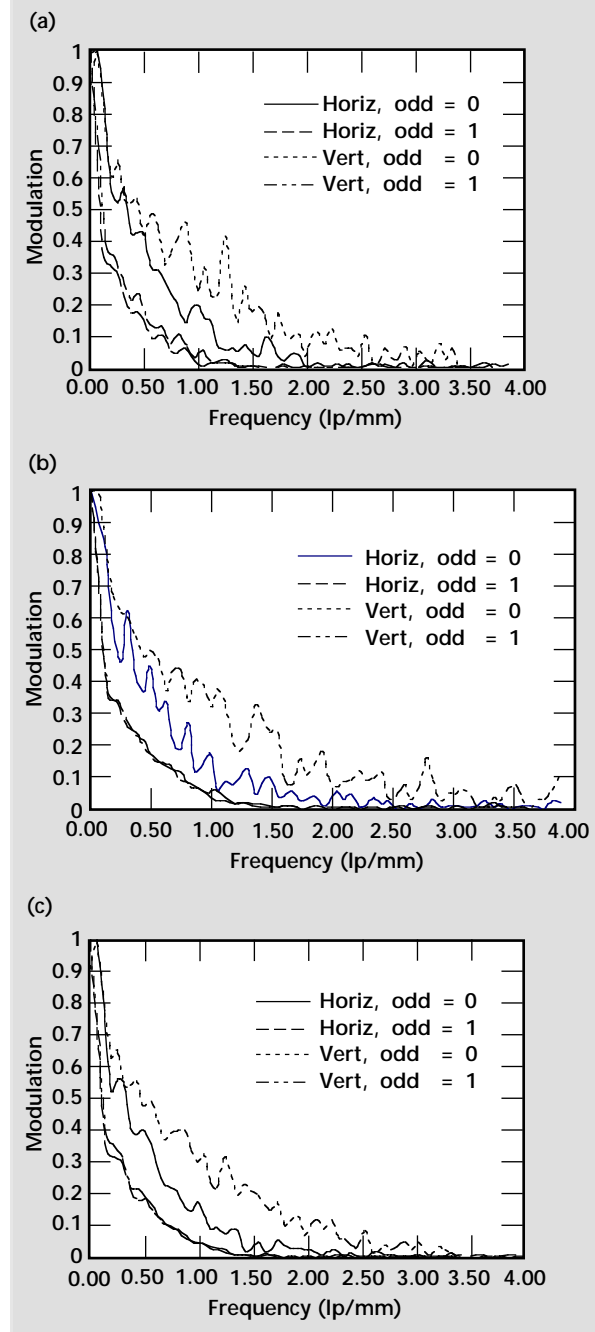 (a)
1
0.9
0.8
0.7
0.6
0.5
0.4
0.3
0.2
0.1
0
Modulation
Horiz, odd = 0
Horiz, odd = 1
Vert, odd = 0
Vert, odd = 1
0.00 0.50 1.00 1.50 2.00 2.50 3.00 3.50 4.00
Frequency (lp/mm)
(b)
1
0.9
0.8
0.7
0.6
0.5
0.4
0.3
0.2
0.1
0
Modulation
Horiz, odd = 0
Horiz, odd = 1
Vert, odd = 0
Vert, odd = 1
0.00 0.50 1.00 1.50 2.00 2.50 3.00 3.50 4.00
Frequency (lp/mm)
(c)
1
0.9
0.8
0.7
0.6
0.5
0.4
0.3
0.2
0.1
0
Modulation
Horiz, odd = 0
Horiz, odd = 1
Vert, odd = 0
Vert, odd = 1
0.00 0.50 1.00 1.50 2.00 2.50 3.00 3.50 4.00
Frequency (lp/mm)